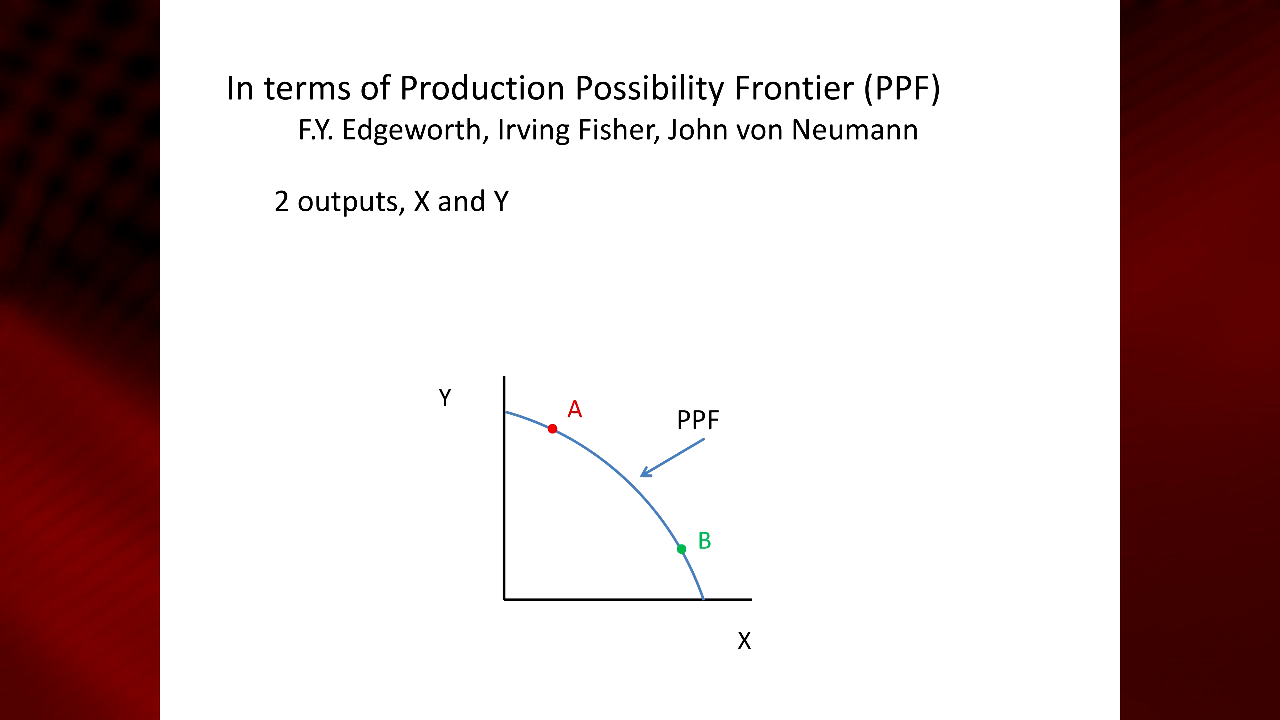 In terms of Production Possibility Frontier (PPF)
F.Y. Edgeworth, Irving Fisher, John von Neumann
2 outputs, X and Y
Y
A
PPF
B
X